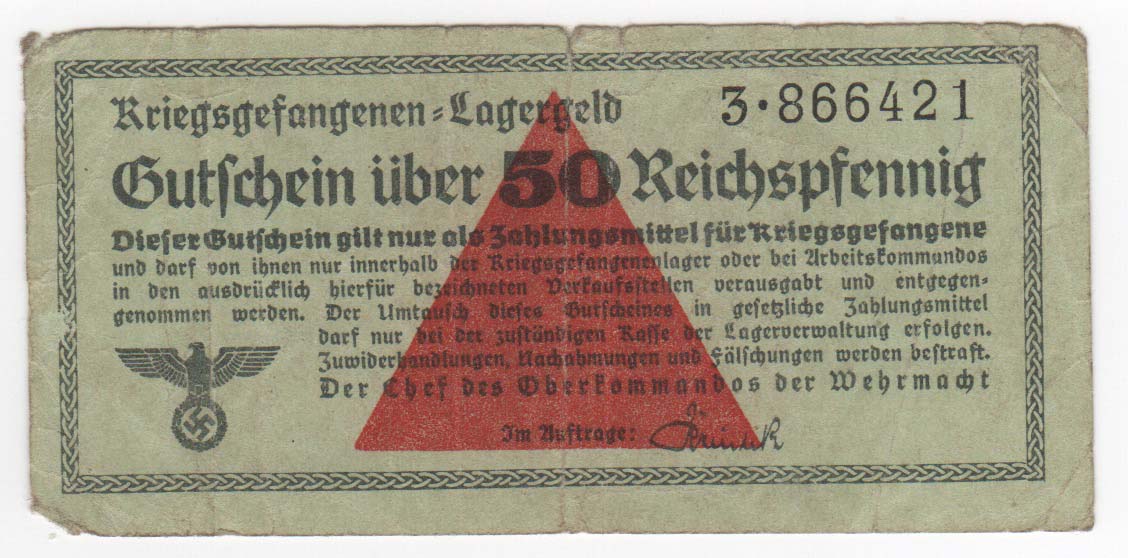 Kriegsgefangenen-Lagergeld 3·866421
Gutschein über 50 Reichspfennig
Dieser Gutschein gilt nur als Zahlungsmittel für Kriegsgefangene
und darf von ihnen nur innerhalb der Kriegsgefangenenlager oder bei Arbeitskommandos
in den ausdrücklich hierfür bezeichneten Verkaufsstellen verausgabt und entgegen-
genommen werden. Der Umtausch dieses Gutscheines in gesetzliche Zahlungsmittel
darf nur bei der zuständigen Kasse der Lagerverwaltung erfolgen.
Zuwiderhandlungen, Nachahmungen und Fälschungen werden bestraft.
Der Chef des Oberkommandos der Wehrmacht
Im Auftrage: